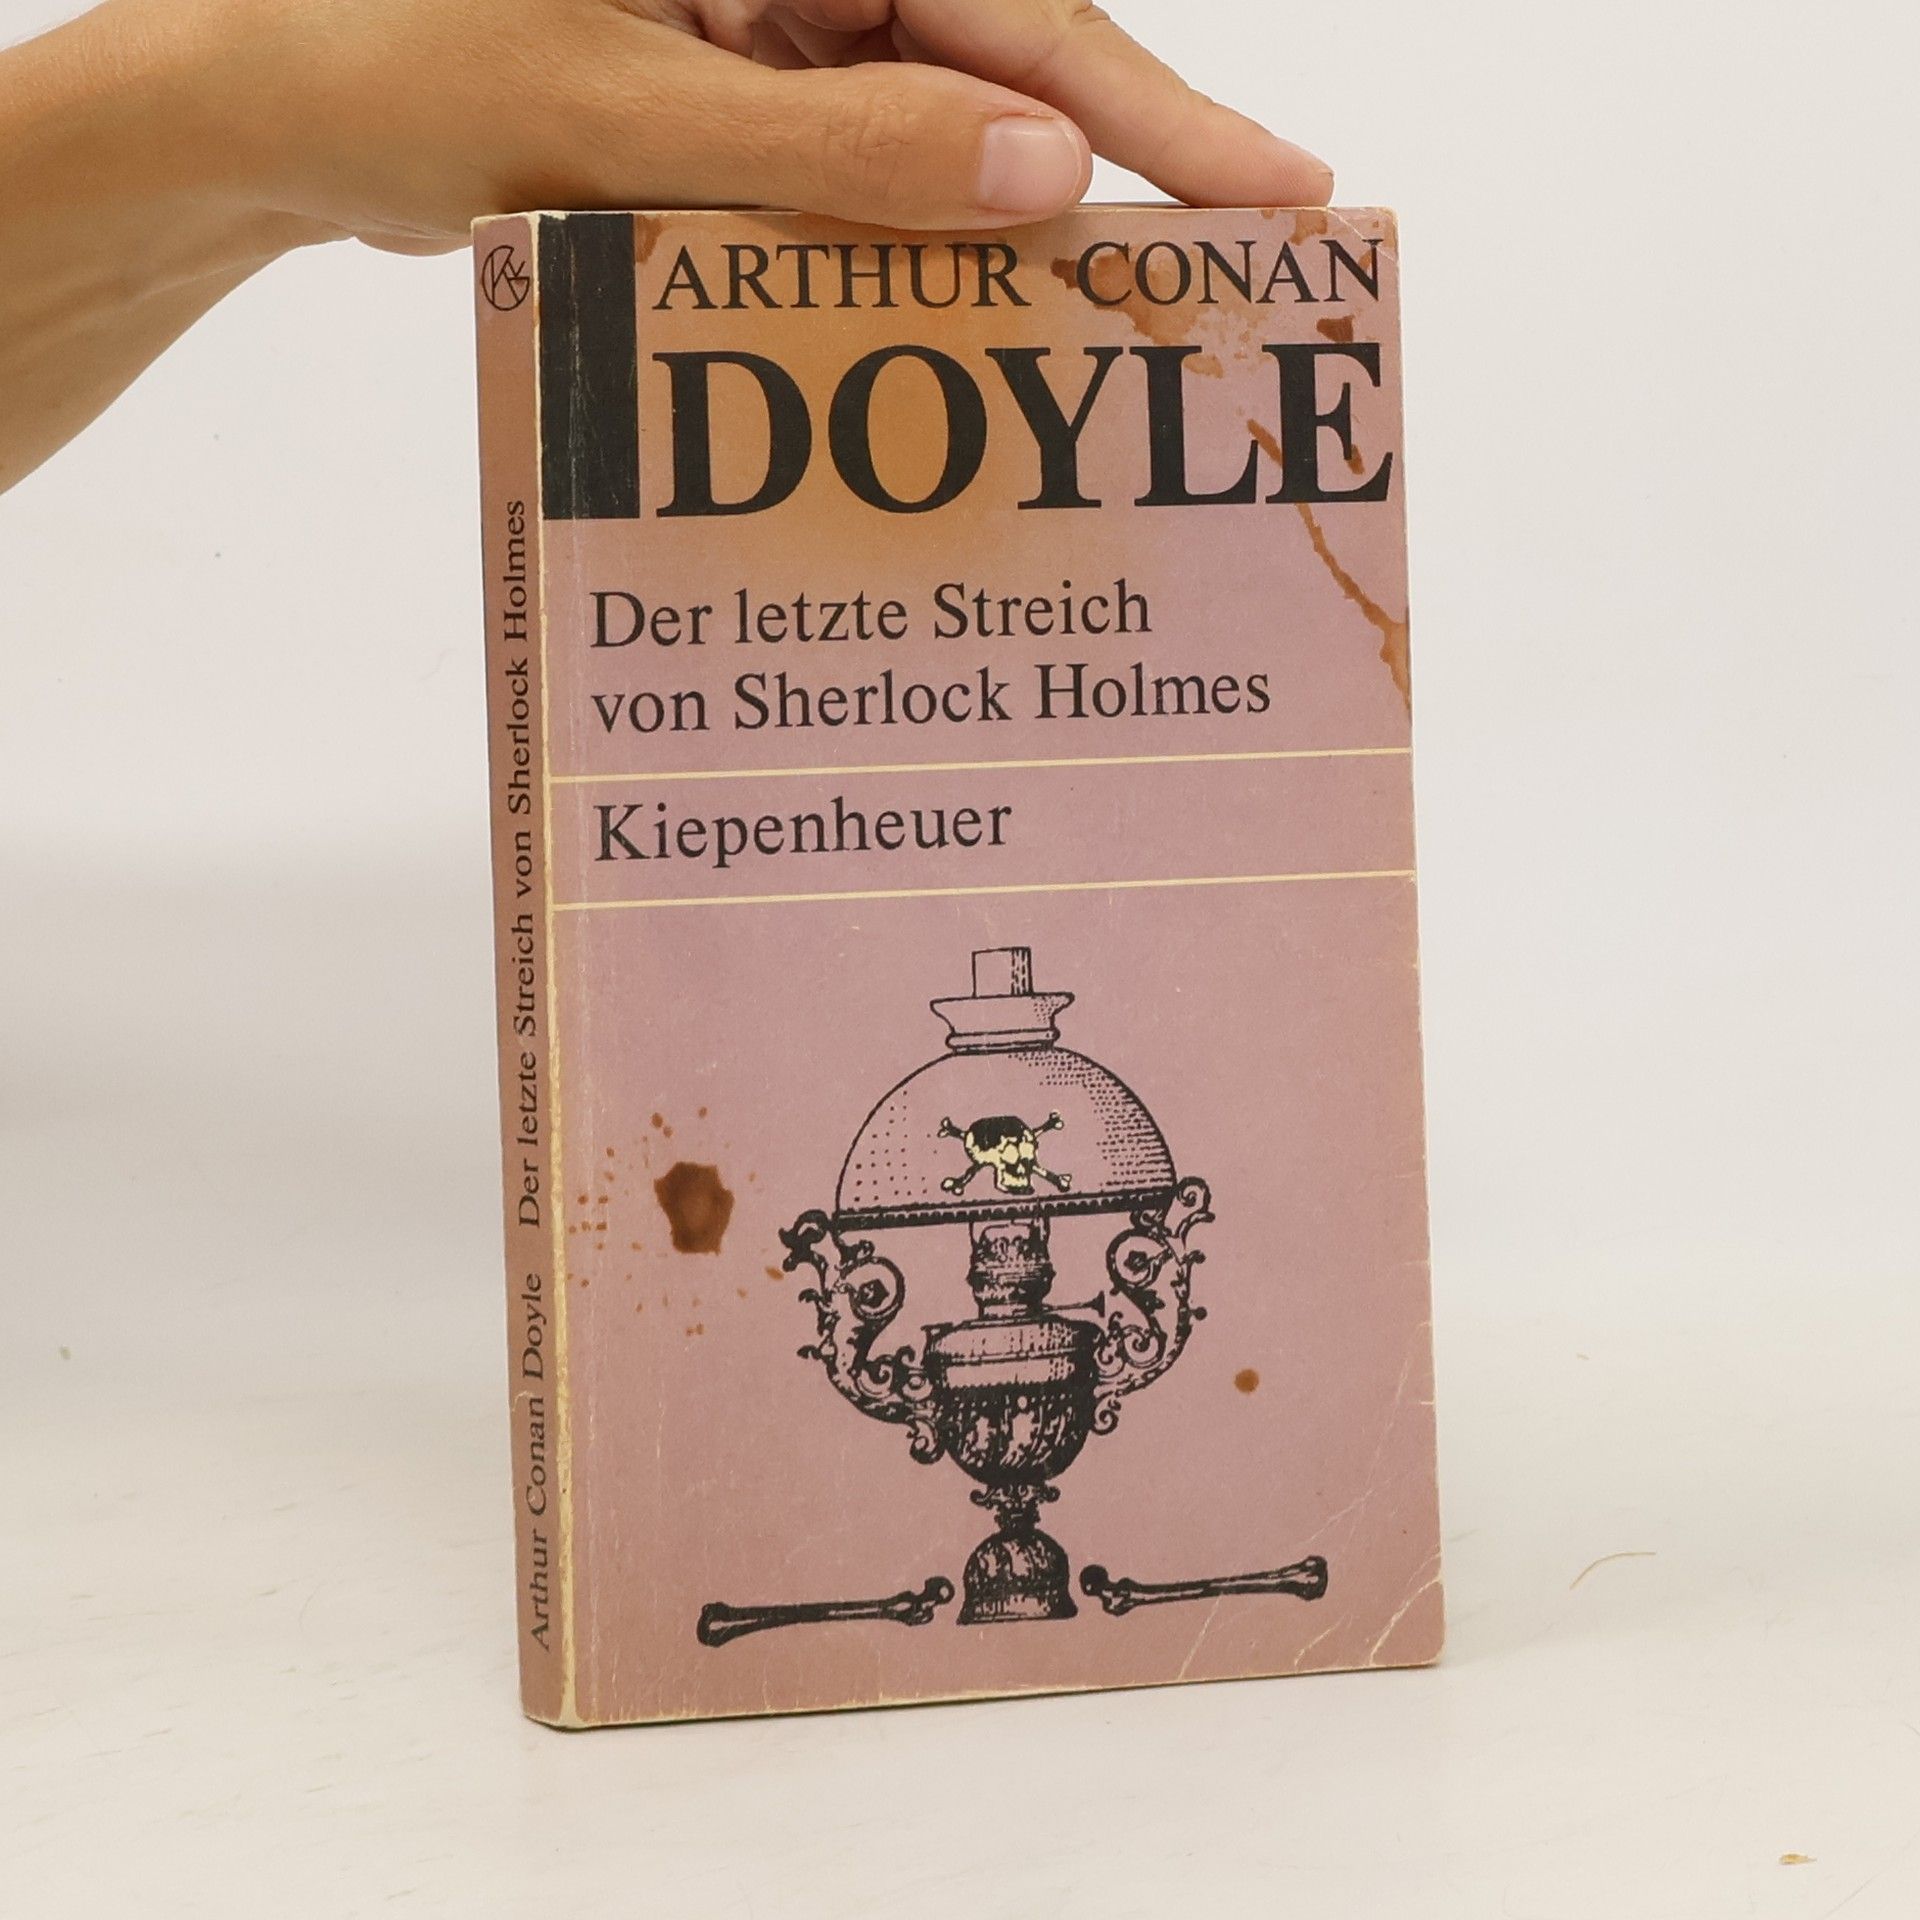 ARTHUR CONAN
DOYLE
Der letzte Streich
von Sherlock Holmes
Kiepenheuer
Arthur Conan Doyle Der letzte Streich von Sherlock Holmes